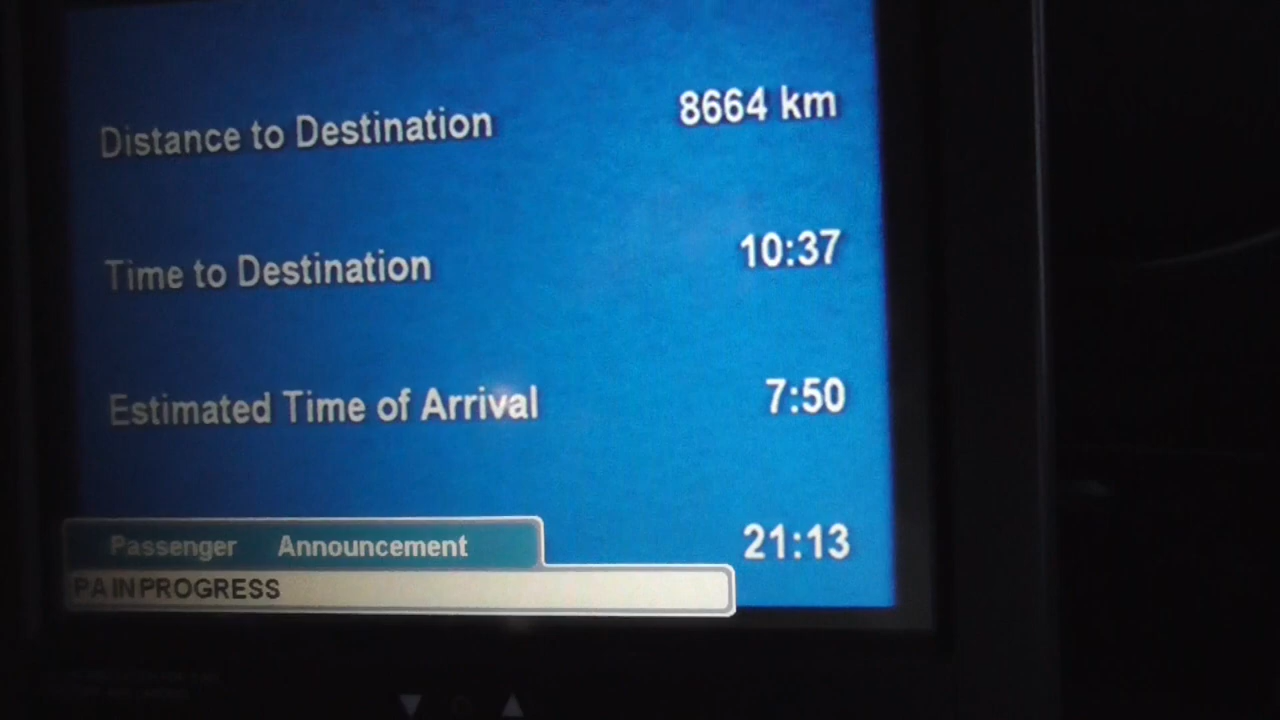 Distance to Destination 8664 km
Time to Destination 10:37
Estimated Time of Arrival 7:50
21:13
Passenger Announcement
PA IN PROGRESS